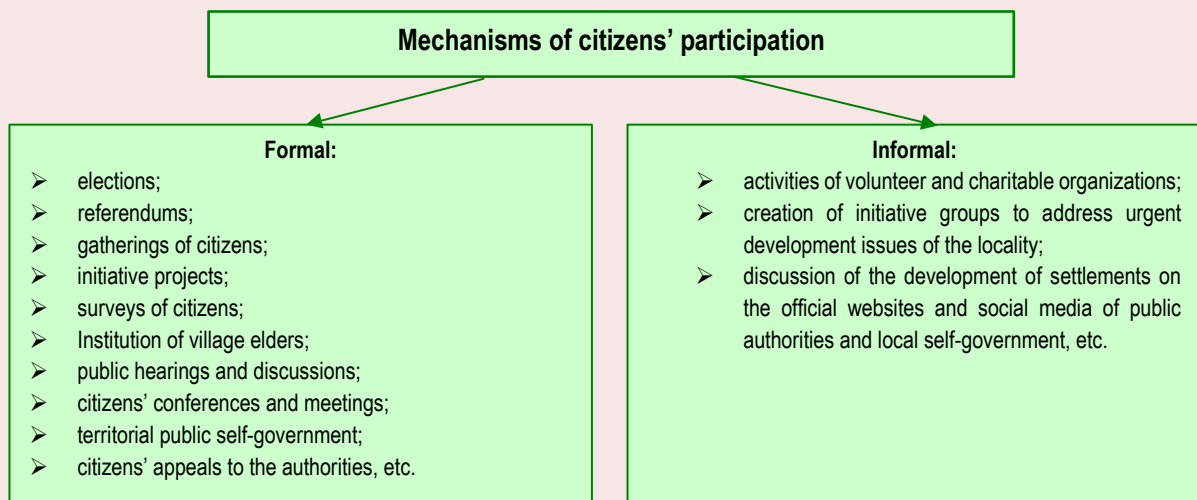 Mechanisms of citizens’ participation
Formal:
➢ elections;
➢ referendums;
➢ gatherings of citizens;
➢ initiative projects;
➢ surveys of citizens;
➢ Institution of village elders;
➢ public hearings and discussions;
➢ citizens’ conferences and meetings;
➢ territorial public self-government;
➢ citizens’ appeals to the authorities, etc.
Informal:
➢ activities of volunteer and charitable organizations;
➢ creation of initiative groups to address urgent
development issues of the locality;
➢ discussion of the development of settlements on
the official websites and social media of public
authorities and local self-government, etc.